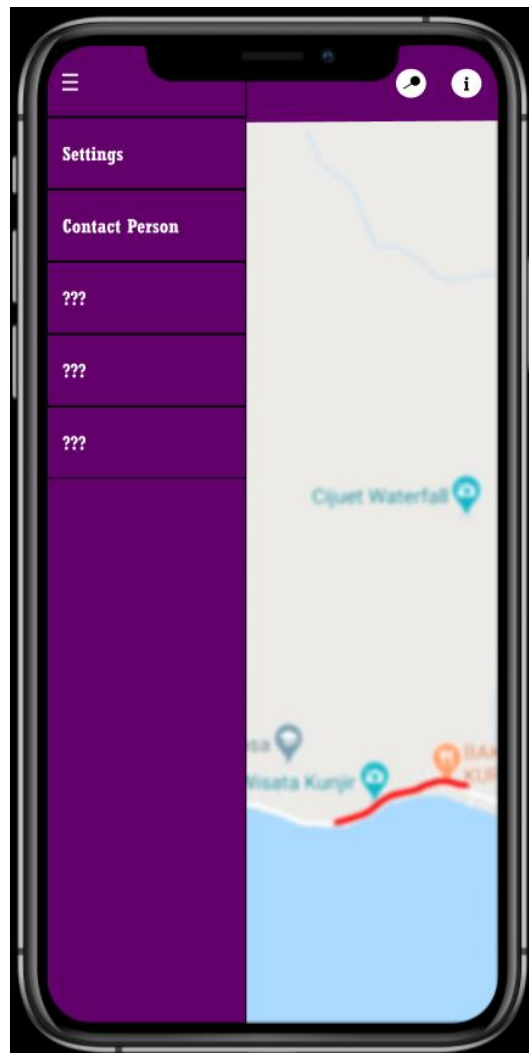 i
Settings
Contact Person
???
???
???
Cijuet Waterfall
Wisata Kunjir